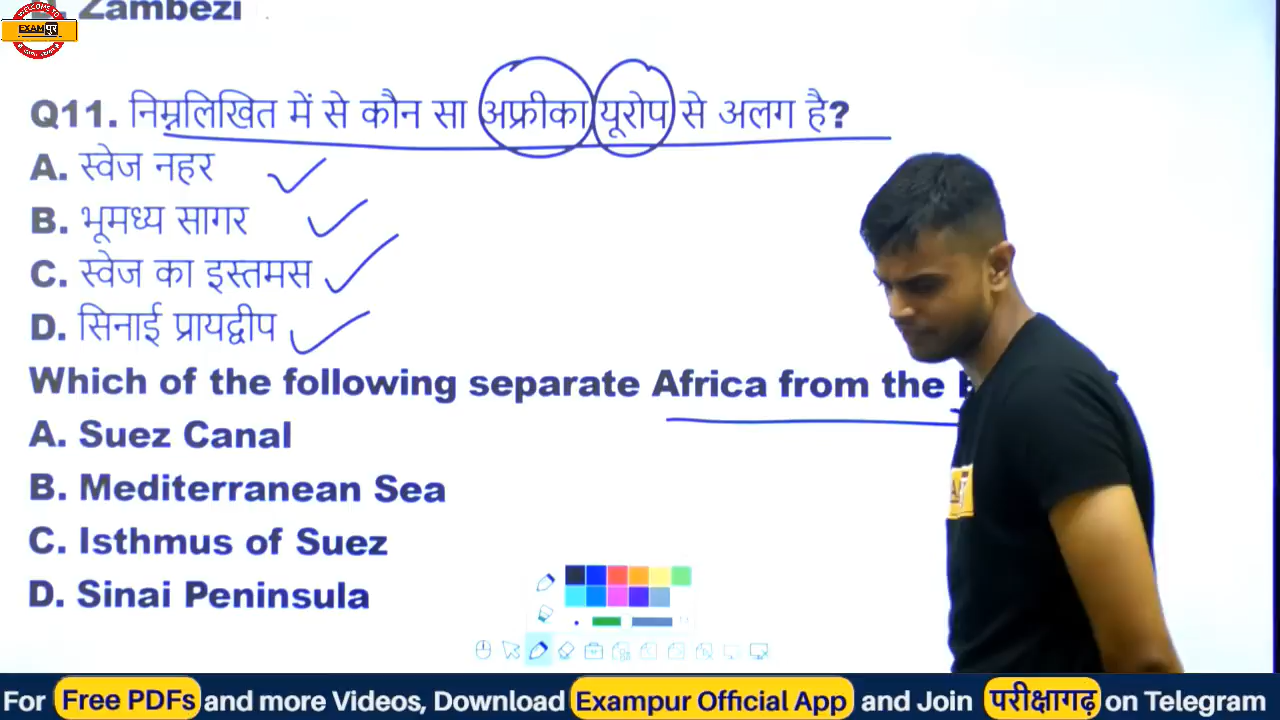 Zambezi
EXAM पुर
Q11. निम्नलिखित में से कौन सा अफ्रीका यूरोप से अलग है?
A. स्वेज नहर
B. भूमध्य सागर
C. स्वेज का इस्तमस
D. सिनाई प्रायद्वीप
Which of the following separate Africa from the
A. Suez Canal
B. Mediterranean Sea
C. Isthmus of Suez
D. Sinai Peninsula
For Free PDFs and more Videos, Download Exampur Official App and Join परीक्षागढ़ on Telegram